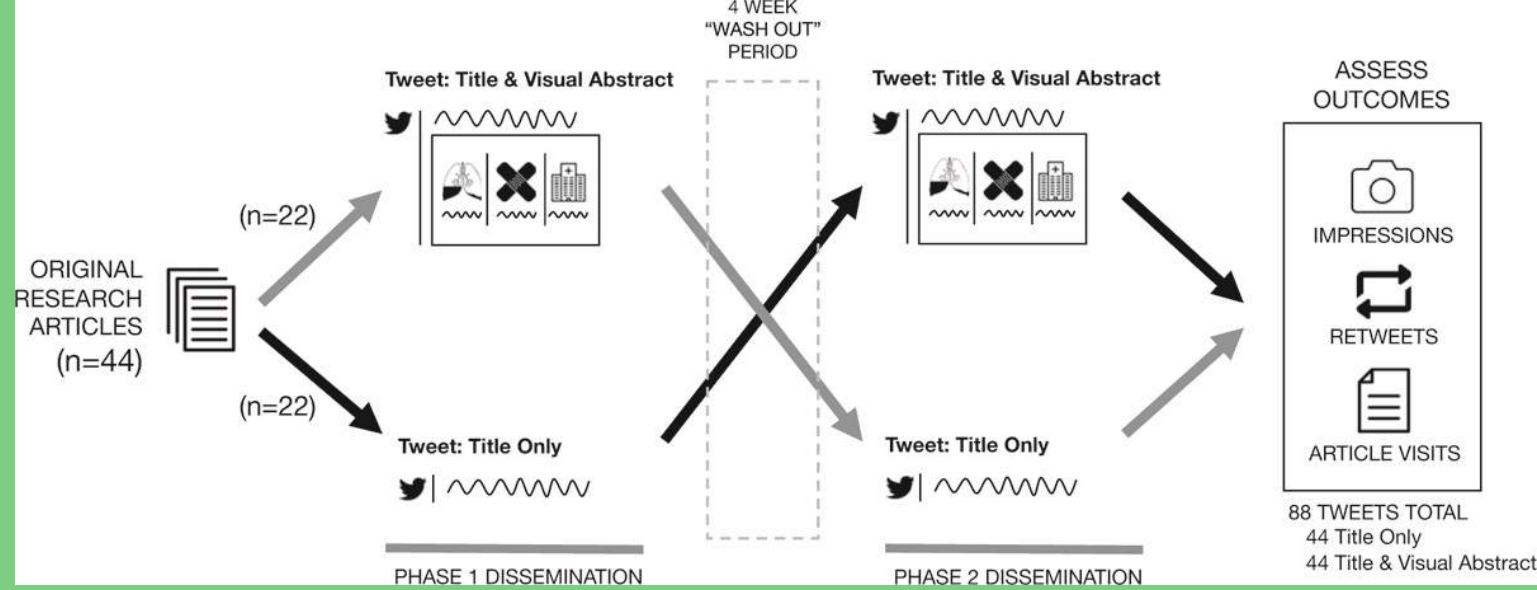 4 WEEK
“WASH OUT”
PERIOD
Tweet: Title & Visual Abstract
Tweet: Title & Visual Abstract
ASSESS
OUTCOMES
(n=22)
IMPRESSIONS
ORIGINAL
RESEARCH
ARTICLES
(n=44)
RETWEETS
(n=22)
Tweet: Title Only
Tweet: Title Only
ARTICLE VISITS
88 TWEETS TOTAL
44 Title Only
44 Title & Visual Abstract
PHASE 1 DISSEMINATION
PHASE 2 DISSEMINATION